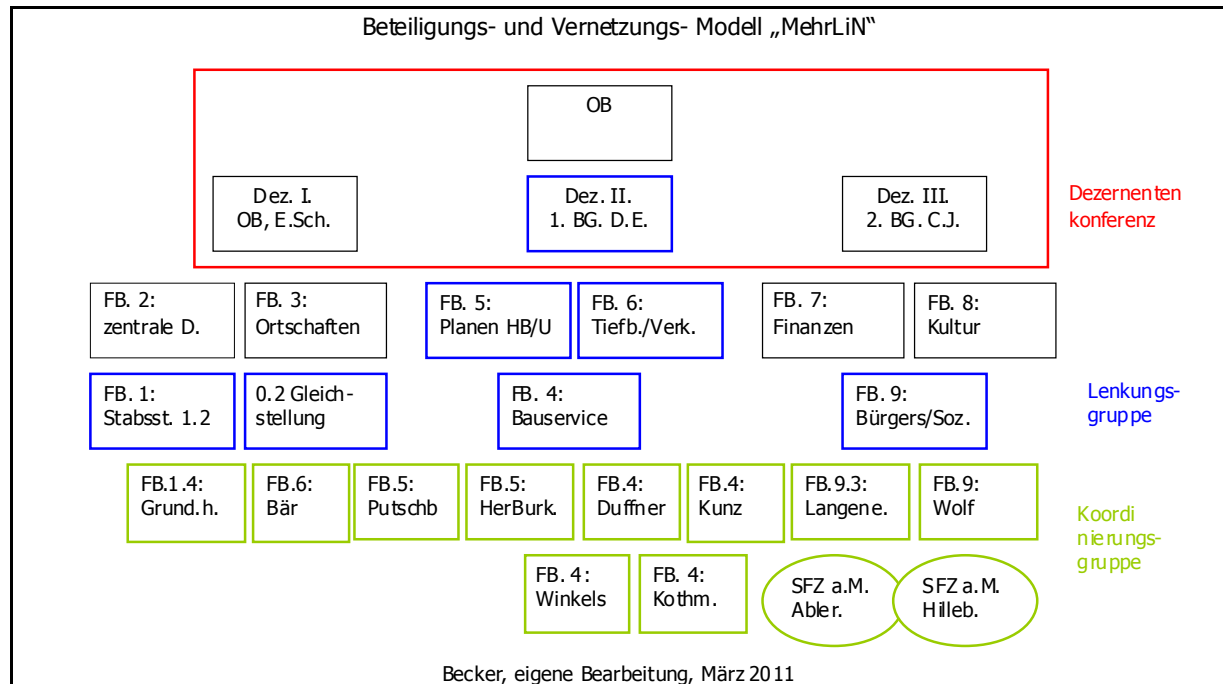 Beteiligungs- und Vernetzungs- Modell „MehrLiN“
OB
Dez. I.
OB, E.Sch.
Dez. II.
1. BG. D.E.
Dez. III.
2. BG. C.J.
Dezernenten
konferenz
FB. 2:
zentrale D.
FB. 3:
Ortschaften
FB. 5:
Planen HB/U
FB. 6:
Tiefb./Verk.
FB. 7:
Finanzen
FB. 8:
Kultur
FB. 1:
Stabsst. 1.2
0.2 Gleich-
stellung
FB. 4:
Bauservice
FB. 9:
Bürgers/Soz.
Lenkungs-
gruppe
FB.1.4:
Grund.h.
FB.6:
Bär
FB.5:
Putschb
FB.5:
HerBurk.
FB.4:
Duffner
FB.4:
Kunz
FB.9.3:
Langene.
FB.9:
Wolf
Koordi
nierungs-
gruppe
FB. 4:
Winkels
FB. 4:
Kothm.
SFZ a.M.
Abler.
SFZ a.M.
Hilleb.
Becker, eigene Bearbeitung, März 2011